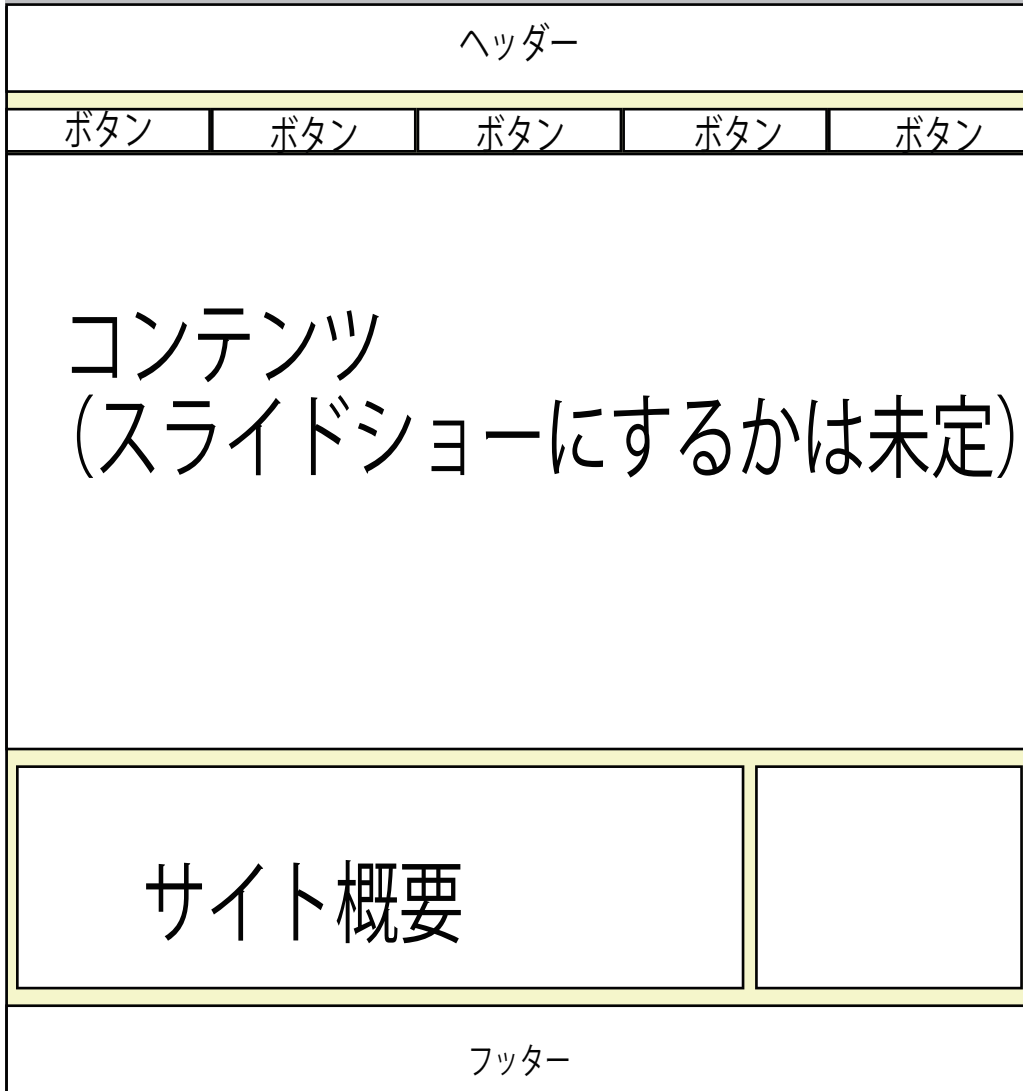 ヘッダー
ボタン ボタン ボタン ボタン ボタン
コンテンツ
(スライドショーにするかは未定)
サイト概要
フッター